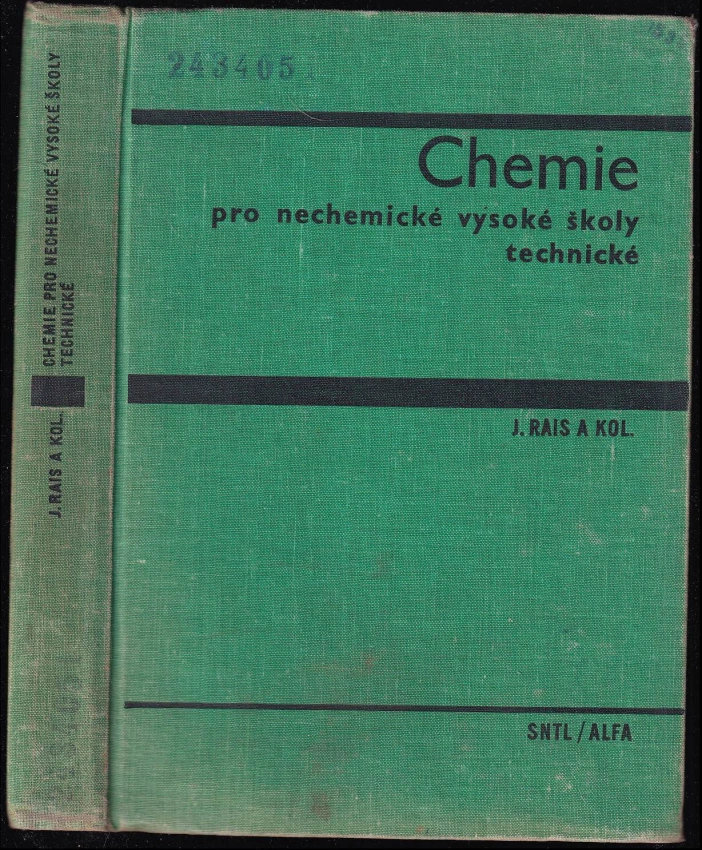 243405
Chemie
pro nechemické vysoké školy
technické
J. RAIS A KOL.
SNTL/ALFA
CHEMIE PRO NECHEMICKÉ VYSOKÉ ŠKOLY
TECHNICKÉ
J. RAIS A KOL.